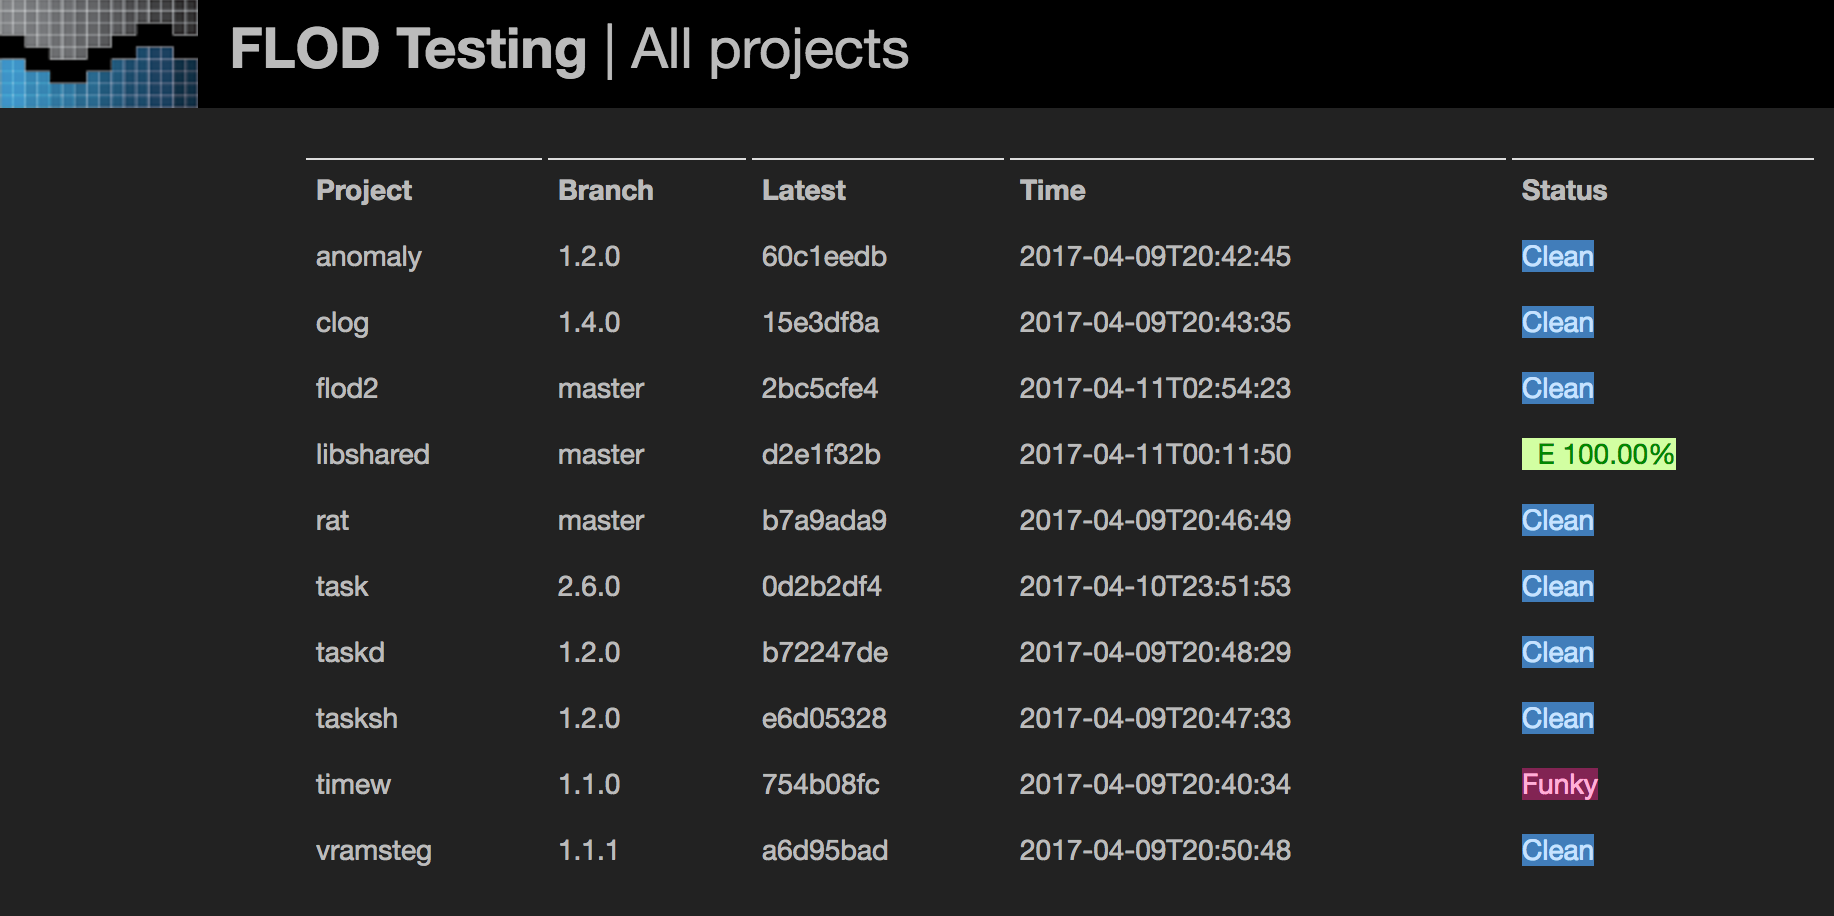 FLOD Testing | All projects
Project Branch Latest Time Status
anomaly 1.2.0 60c1eedb 2017-04-09T20:42:45 Clean
clog 1.4.0 15e3df8a 2017-04-09T20:43:35 Clean
flod2 master 2bc5cfe4 2017-04-11T02:54:23 Clean
libshared master d2e1f32b 2017-04-11T00:11:50 E 100.00%
rat master b7a9ada9 2017-04-09T20:46:49 Clean
task 2.6.0 0d2b2df4 2017-04-10T23:51:53 Clean
taskd 1.2.0 b72247de 2017-04-09T20:48:29 Clean
tasksh 1.2.0 e6d05328 2017-04-09T20:47:33 Clean
timew 1.1.0 754b08fc 2017-04-09T20:40:34 Funky
vramsteg 1.1.1 a6d95bad 2017-04-09T20:50:48 Clean